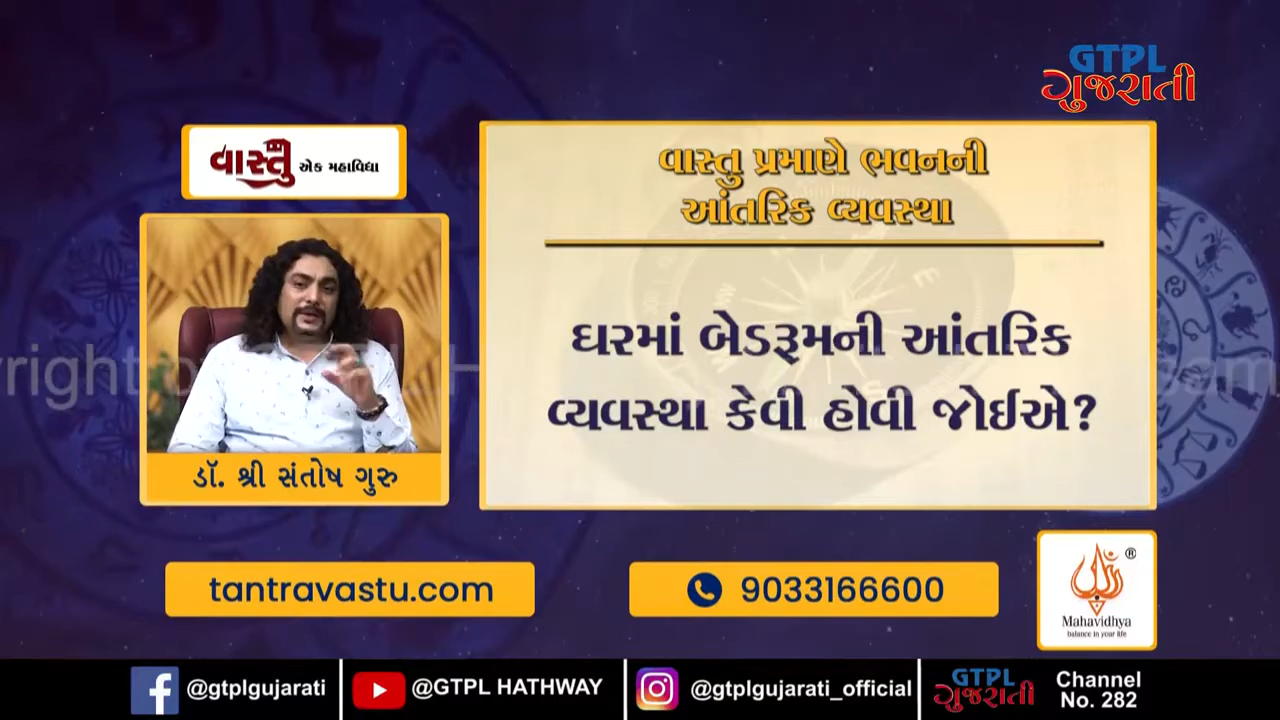 GTPL
ગુજરાતી
વાસ્તુ એક મહાવિદ્યા
વાસ્તુ પ્રમાણે ભવનની
આંતરિક વ્યવસ્થા
ઘરમાં બેડરૂમની આંતરિક
વ્યવસ્થા કેવી હોવી જોઈએ?
ડૉ. શ્રી સંતોષ ગુરુ
tantravastu.com
9033166600
®
Mahavidhya
balance in your life
@gtplgujarati
@GTPL HATHWAY
@gtplgujarati_official
GTPL
ગુજરાતી
Channel
No. 282